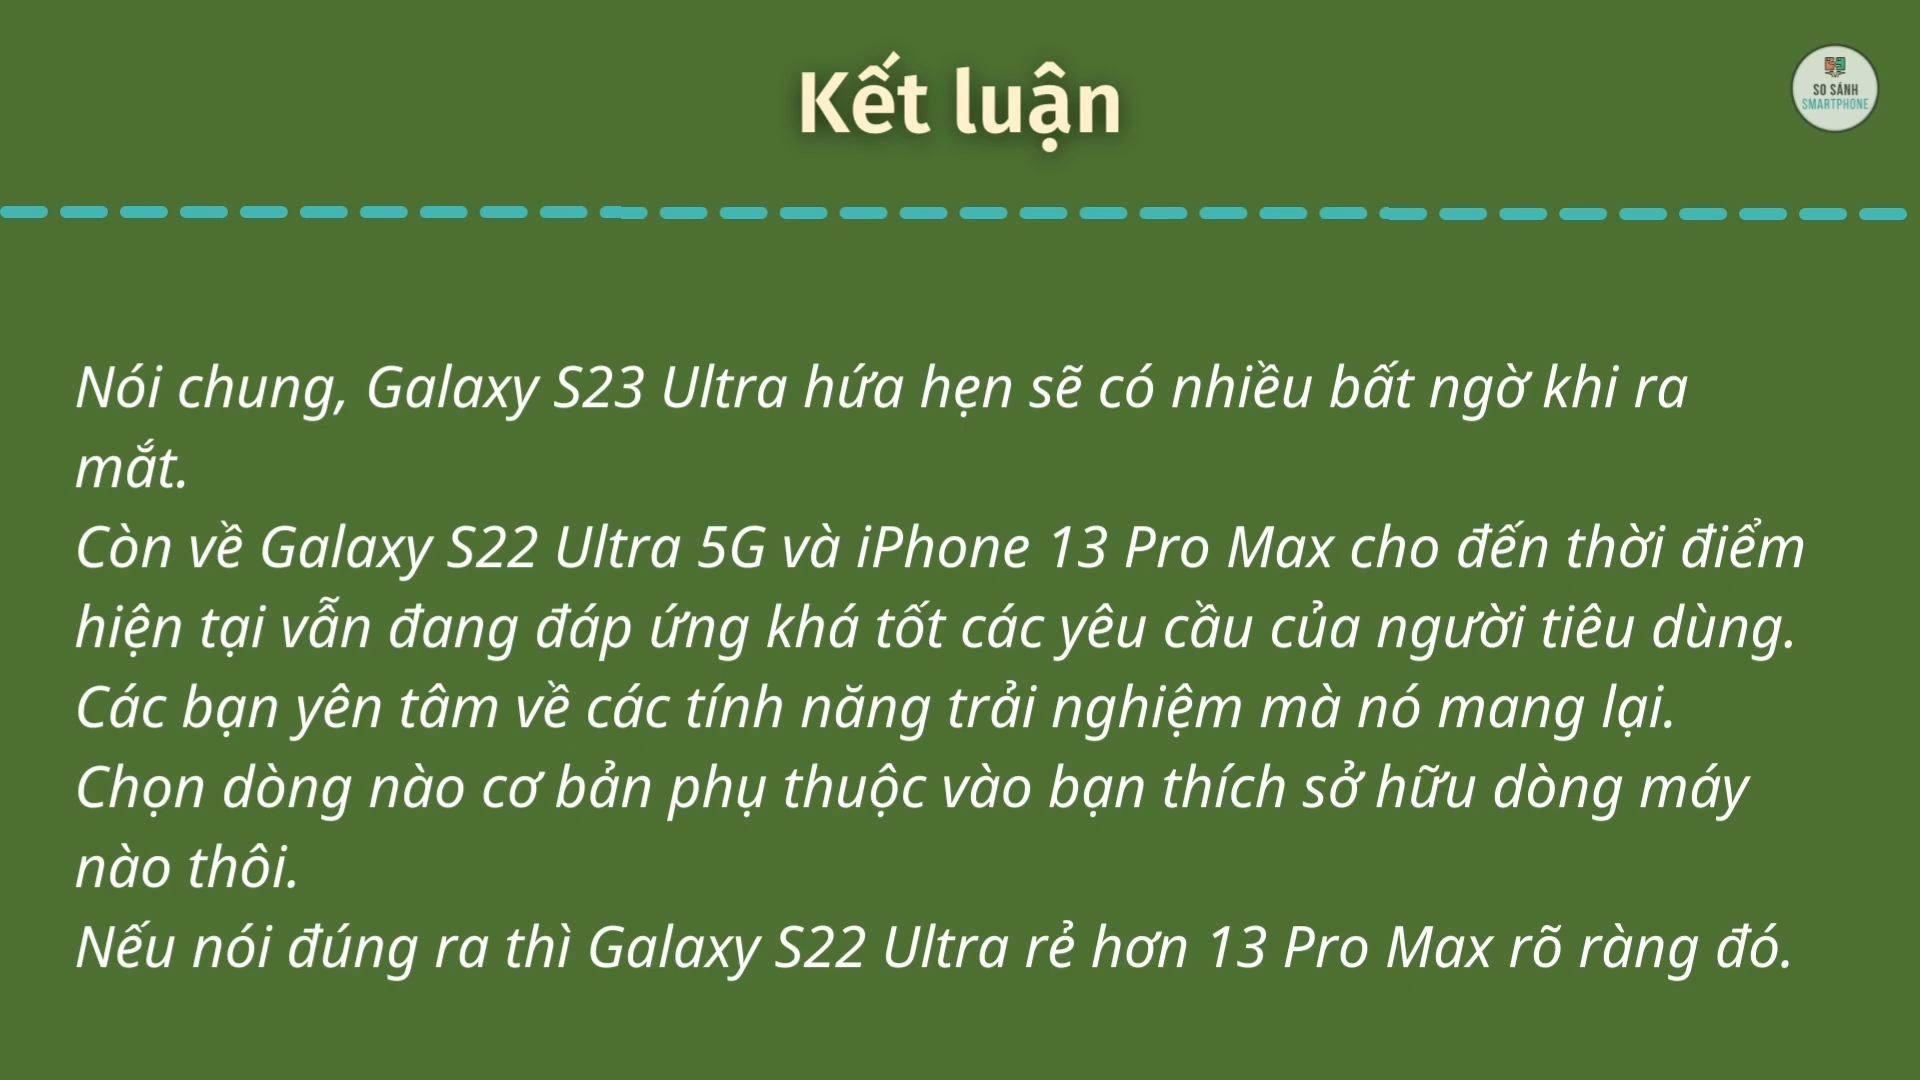 Kết luận
SO SÁNH
SMARTPHONE
Nói chung, Galaxy S23 Ultra hứa hẹn sẽ có nhiều bất ngờ khi ra
mắt.
Còn về Galaxy S22 Ultra 5G và iPhone 13 Pro Max cho đến thời điểm
hiện tại vẫn đang đáp ứng khá tốt các yêu cầu của người tiêu dùng.
Các bạn yên tâm về các tính năng trải nghiệm mà nó mang lại.
Chọn dòng nào cơ bản phụ thuộc vào bạn thích sở hữu dòng máy
nào thôi.
Nếu nói đúng ra thì Galaxy S22 Ultra rẻ hơn 13 Pro Max rõ ràng đó.